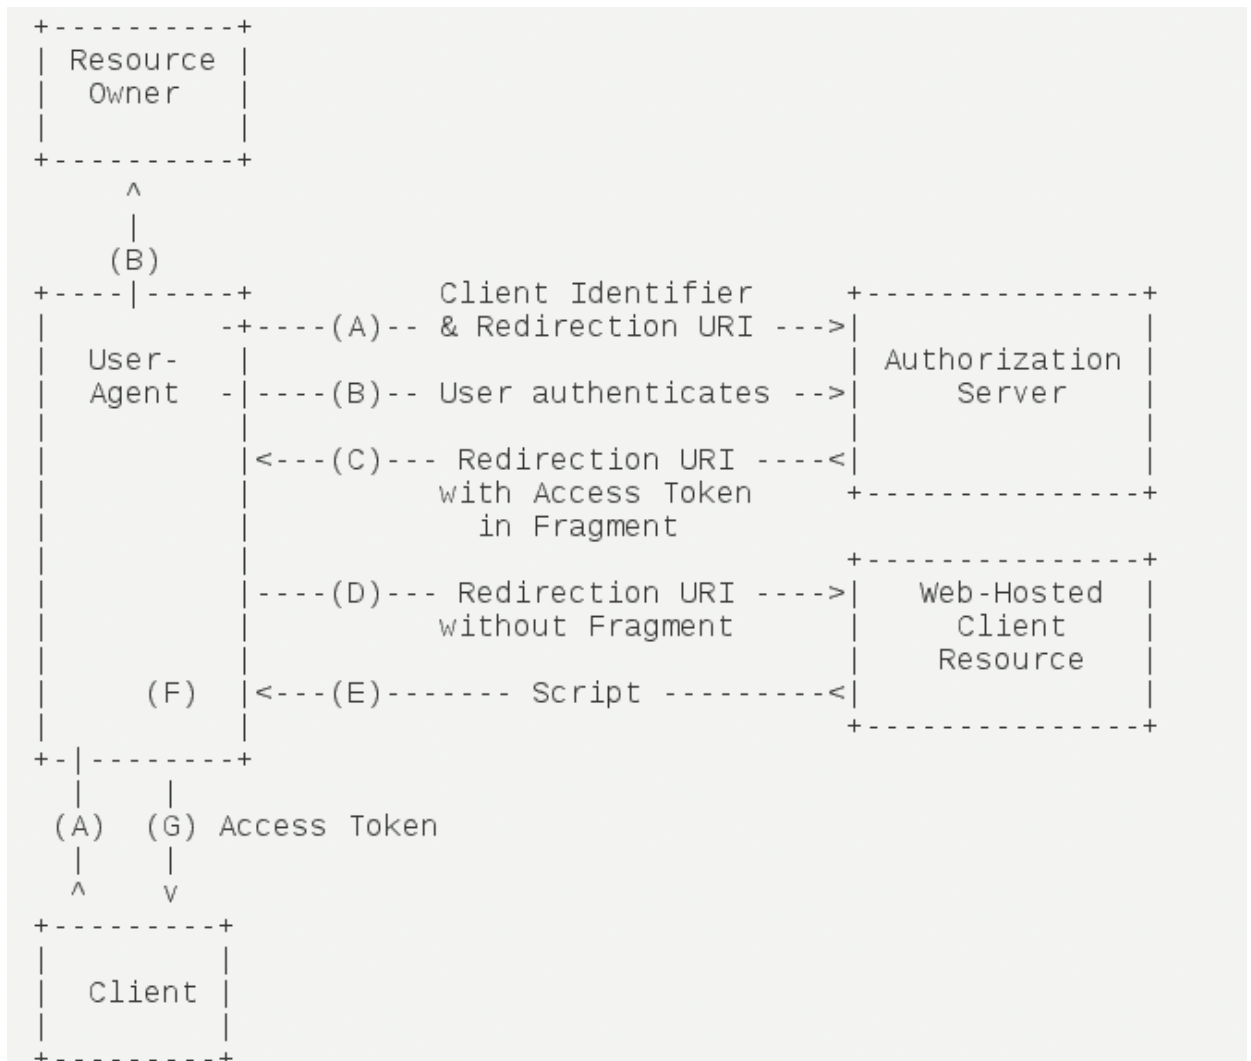 +----------+
| Resource |
|  Owner   |
|          |
+----------+
     ^
     |
    (B)
+----|-----+          Client Identifier     +---------------+
|         -+----(A)-- & Redirection URI --->|               |
|  User-   |                                | Authorization |
|  Agent  -|----(B)-- User authenticates -->|     Server    |
|          |                                |               |
|          |<---(C)--- Redirection URI ----<|               |
|          |          with Access Token     +---------------+
|          |            in Fragment
|          |                                +---------------+
|          |----(D)--- Redirection URI ---->|   Web-Hosted  |
|          |          without Fragment      |     Client    |
|          |                                |    Resource   |
|     (F)  |<---(E)------- Script ---------<|               |
|          |                                +---------------+
+-|--------+
  |    |
 (A)  (G) Access Token
  |    |
  ^    v
+---------+
|         |
|  Client |
|         |
+---------+